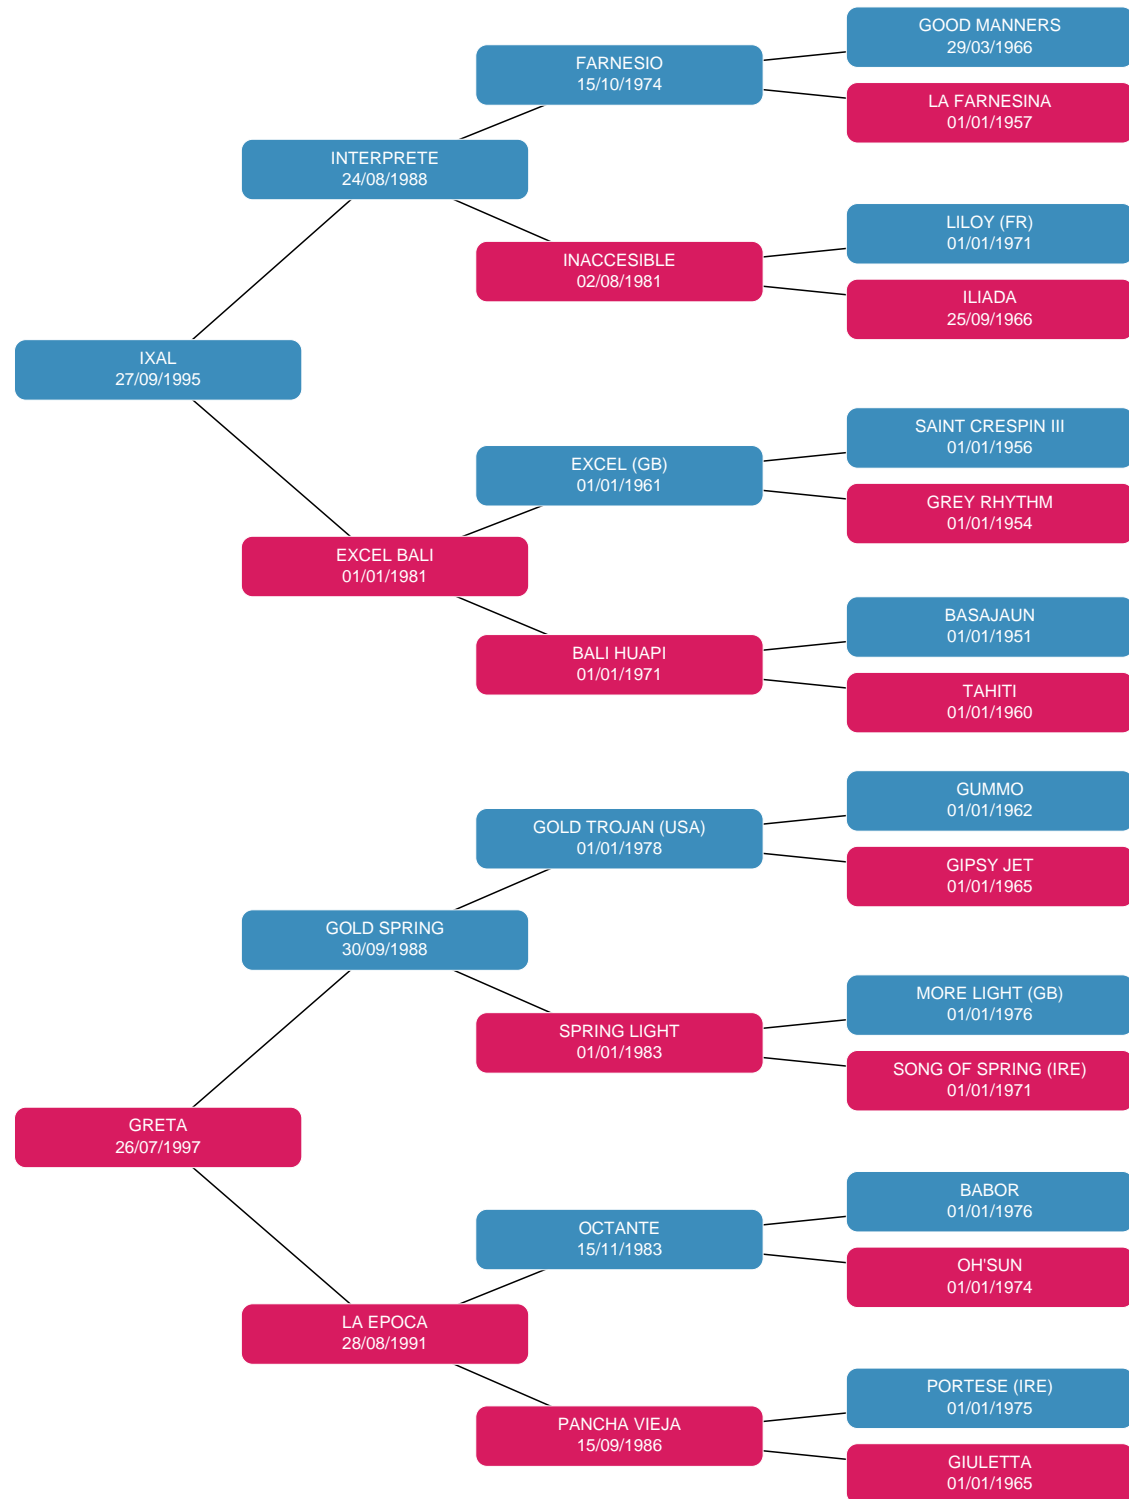 GOOD MANNERS
29/03/1966
FARNESIO
15/10/1974
LA FARNESINA
01/01/1957
INTERPRETE
24/08/1988
LILOY (FR)
01/01/1971
INACCESIBLE
02/08/1981
ILIADA
25/09/1966
IXAL
27/09/1995
SAINT CRESPIN III
01/01/1956
EXCEL (GB)
01/01/1961
GREY RHYTHM
01/01/1954
EXCEL BALI
01/01/1981
BASAJAUN
01/01/1951
BALI HUAPI
01/01/1971
TAHITI
01/01/1960
GUMMO
01/01/1962
GOLD TROJAN (USA)
01/01/1978
GIPSY JET
01/01/1965
GOLD SPRING
30/09/1988
MORE LIGHT (GB)
01/01/1976
SPRING LIGHT
01/01/1983
SONG OF SPRING (IRE)
01/01/1971
GRETA
26/07/1997
BABOR
01/01/1976
OCTANTE
15/11/1983
OH'SUN
01/01/1974
LA EPOCA
28/08/1991
PORTESE (IRE)
01/01/1975
PANCHA VIEJA
15/09/1986
GIULETTA
01/01/1965